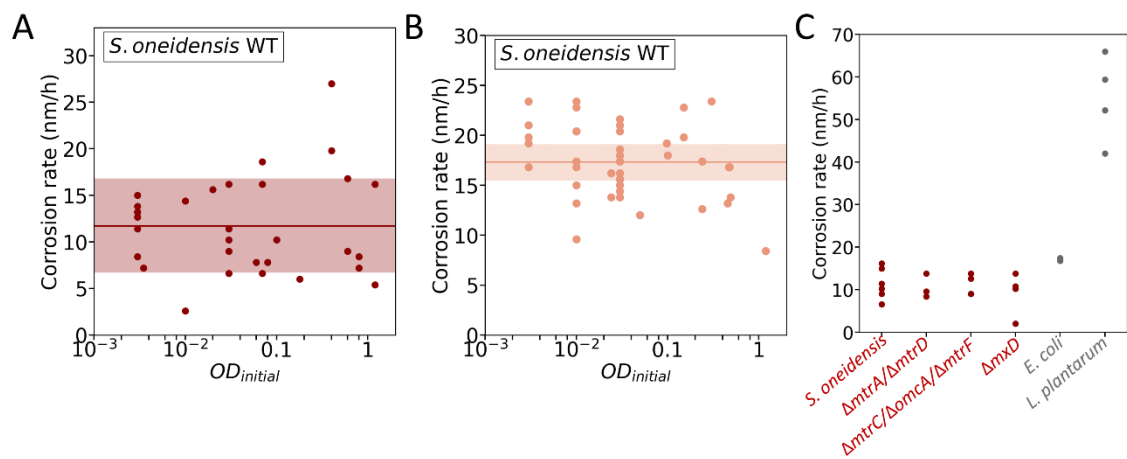 A
S. oneidensis WT
Corrosion rate (nm/h)
30
25
20
15
10
5
0
10⁻³
10⁻²
0.1
1
OD_initial
B
S. oneidensis WT
Corrosion rate (nm/h)
30
25
20
15
10
5
0
10⁻³
10⁻²
0.1
1
OD_initial
C
Corrosion rate (nm/h)
70
60
50
40
30
20
10
0
S. oneidensis
ΔmtrA/ΔmtrD
ΔmtrC/ΔomcA/ΔmtrF
ΔmxD
E. coli
L. plantarum